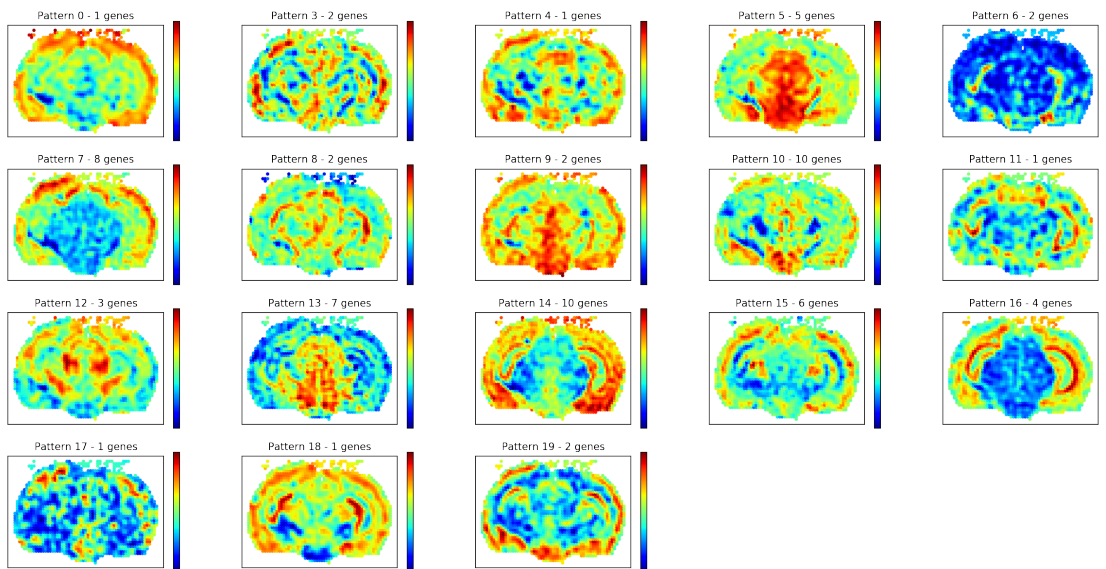 Pattern 0 - 1 genes
Pattern 3 - 2 genes
Pattern 4 - 1 genes
Pattern 5 - 5 genes
Pattern 6 - 2 genes
Pattern 7 - 8 genes
Pattern 8 - 2 genes
Pattern 9 - 2 genes
Pattern 10 - 10 genes
Pattern 11 - 1 genes
Pattern 12 - 3 genes
Pattern 13 - 7 genes
Pattern 14 - 10 genes
Pattern 15 - 6 genes
Pattern 16 - 4 genes
Pattern 17 - 1 genes
Pattern 18 - 1 genes
Pattern 19 - 2 genes